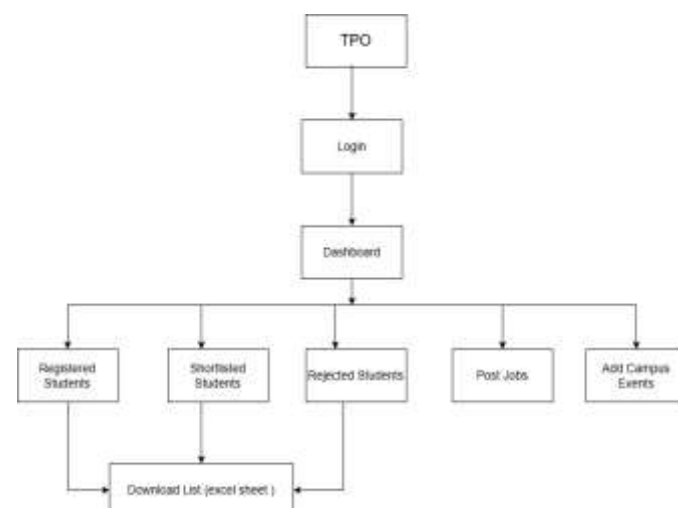 TPO
Login
Dashboard
Registered
Students
Shortlisted
Students
Rejected Students
Post Jobs
Add Campus
Events
Download List (excel sheet )